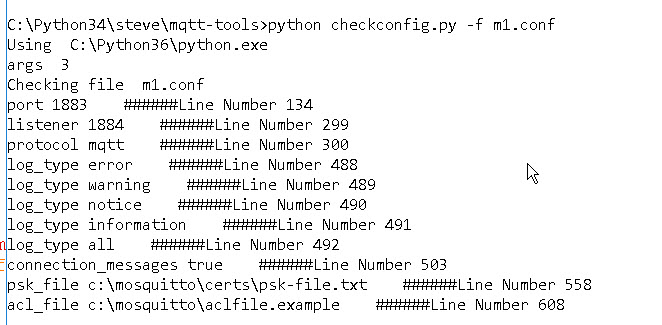 C:\Python34\steve\mqtt-tools>python checkconfig.py -f m1.conf
Using  C:\Python36\python.exe
args  3
Checking file  m1.conf
port 1883    #######Line Number 134
listener 1884    #######Line Number 299
protocol mqtt    #######Line Number 300
log_type error    #######Line Number 488
log_type warning    #######Line Number 489
log_type notice    #######Line Number 490
log_type information    #######Line Number 491
log_type all    #######Line Number 492
connection_messages true    #######Line Number 503
psk_file c:\mosquitto\certs\psk-file.txt    #######Line Number 558
acl_file c:\mosquitto\aclfile.example    #######Line Number 608